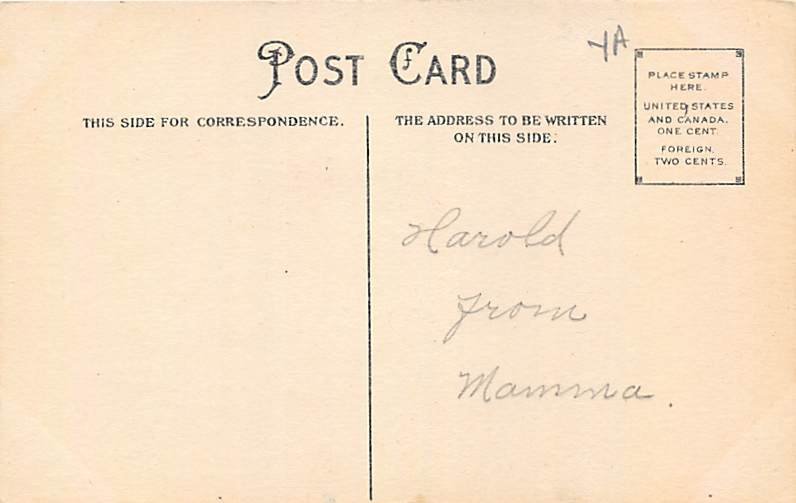 POST CARD
YA
THIS SIDE FOR CORRESPONDENCE.
THE ADDRESS TO BE WRITTEN
ON THIS SIDE.
PLACE STAMP
HERE.
UNITED STATES
AND CANADA.
ONE CENT.
FOREIGN.
TWO CENTS.
Harold
from
Mamma.